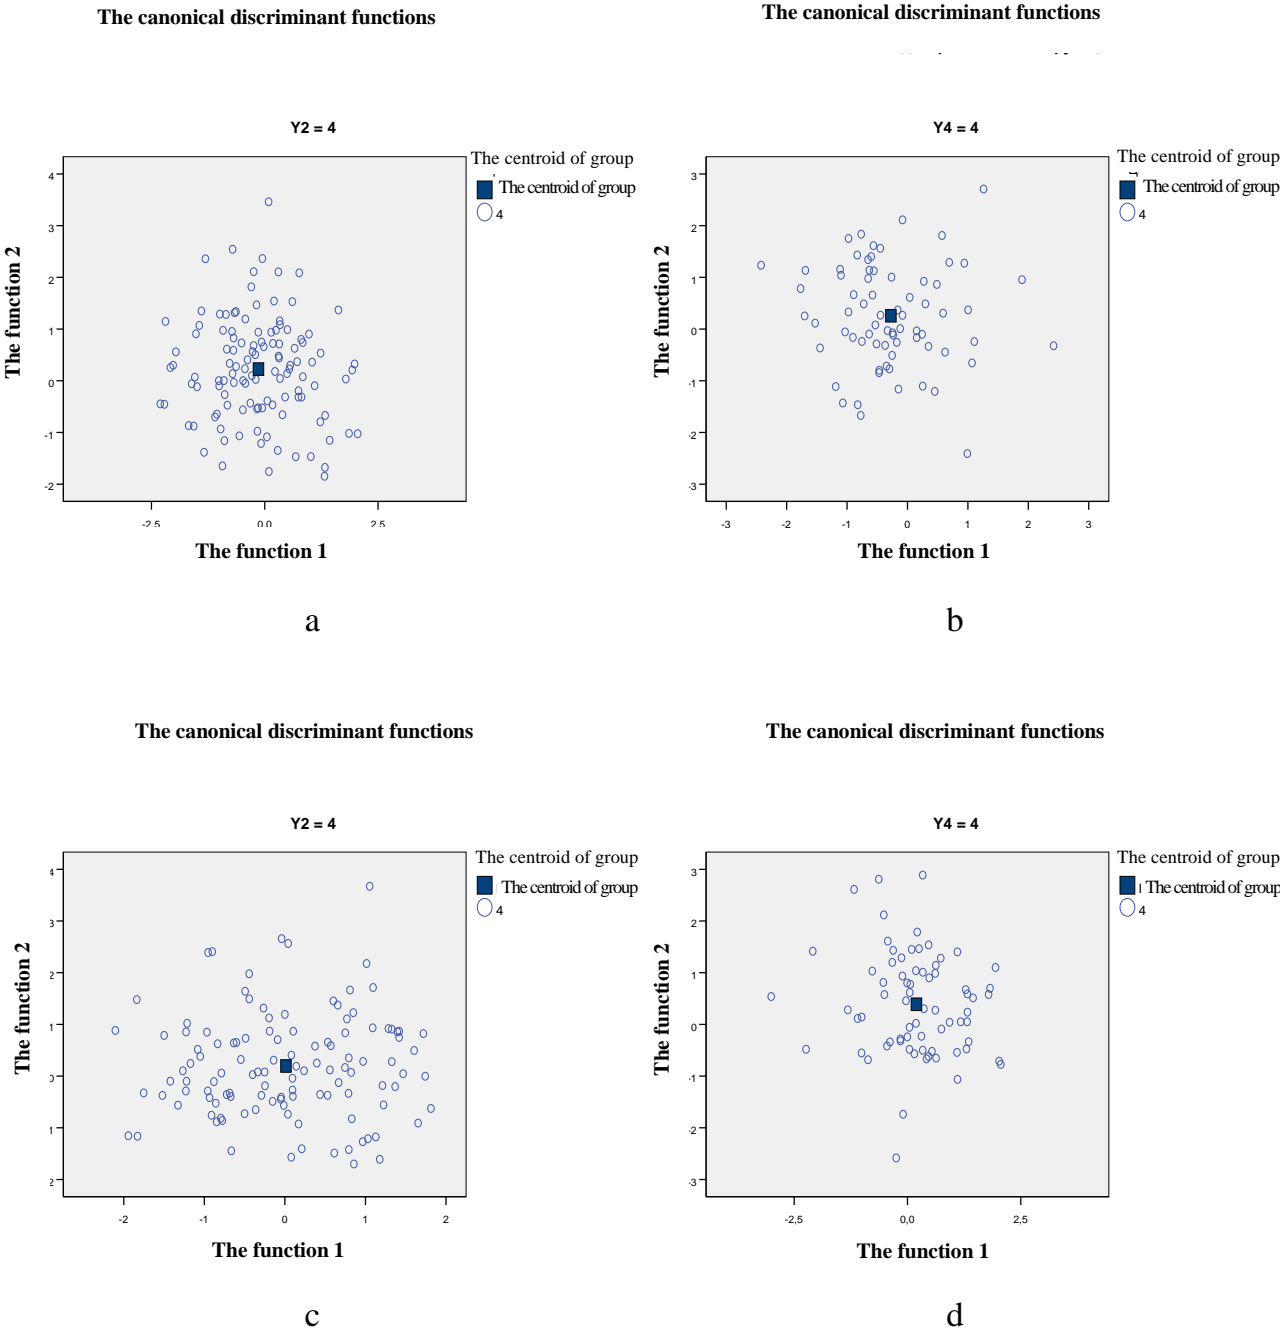 The canonical discriminant functions
Y2 = 4
The centroid of group
The centroid of group
4
4
3
2
1
0
-1
-2
-2.5
0.0
2.5
The function 2
The function 1
a
The canonical discriminant functions
Y4 = 4
The centroid of group
The centroid of group
4
3
2
1
0
-1
-2
-3
-3
-2
-1
0
1
2
3
The function 2
The function 1
b
The canonical discriminant functions
Y2 = 4
The centroid of group
The centroid of group
4
4
3
2
1
0
1
2
-2
-1
0
1
2
The function 2
The function 1
c
The canonical discriminant functions
Y4 = 4
The centroid of group
The centroid of group
4
3
2
1
0
-1
-2
-3
-2,5
0,0
2,5
The function 2
The function 1
d